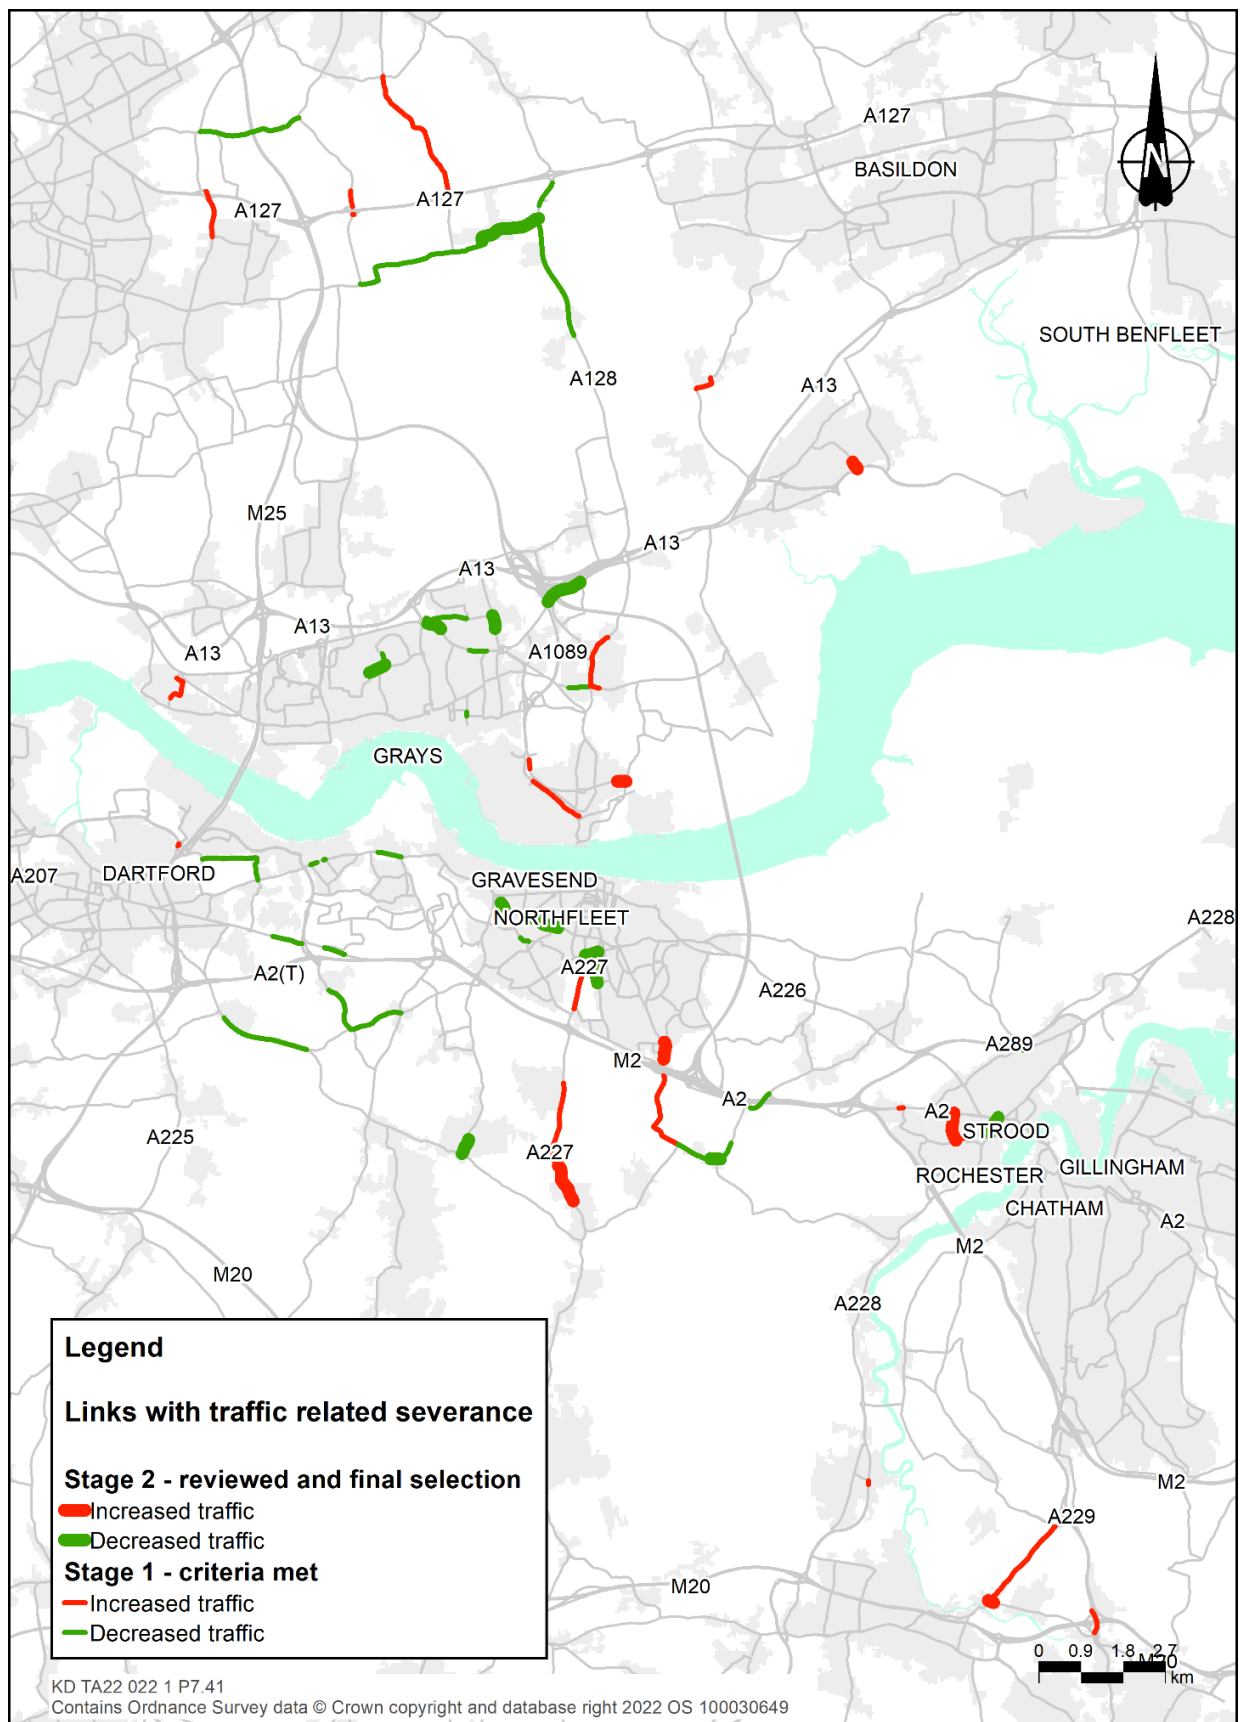 A127
BASILDON
N
A127
A127
SOUTH BENFLEET
A128
A13
M25
A13
A13
A13
A13
A1089
GRAYS
DARTFORD
A207
GRAVESEND
NORTHFLEET
A228
A227
A2(T)
A226
A289
M2
A2
A2
STROOD
A225
A227
GILLINGHAM
ROCHESTER
CHATHAM
A2
M2
M20
A228
Legend
Links with traffic related severance
Stage 2 - reviewed and final selection
Increased traffic
Decreased traffic
Stage 1 - criteria met
Increased traffic
Decreased traffic
M2
A229
M20
0 0.9 1.8 2.7
M20
km
KD TA22 022 1 P7.41
Contains Ordnance Survey data © Crown copyright and database right 2022 OS 100030649